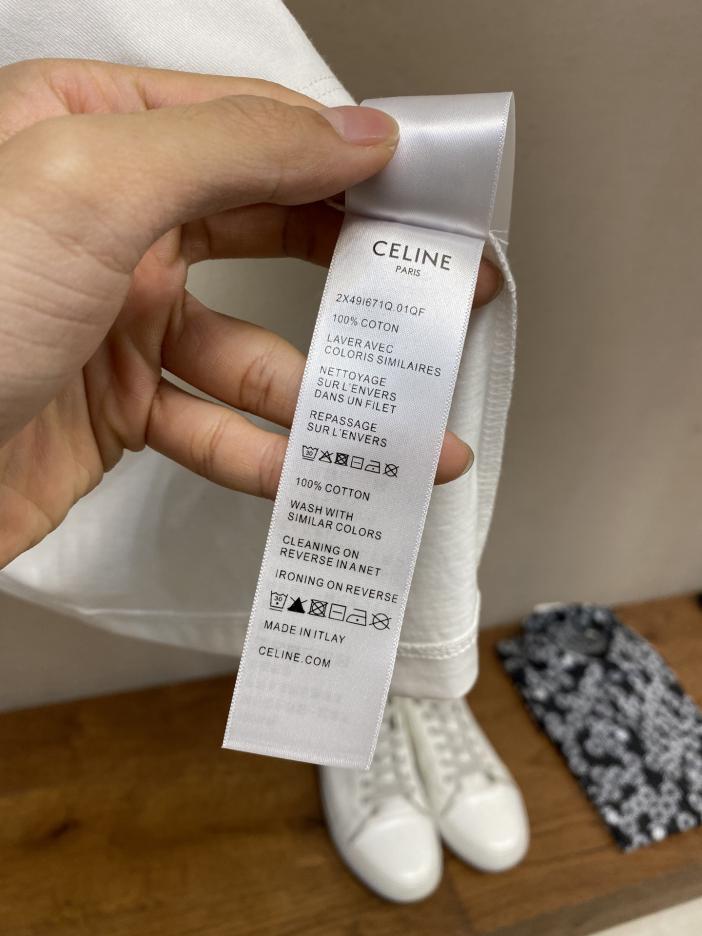 CELINE
PARIS
2X49I671Q.01QF
100% COTON
LAVER AVEC
COLORIS SIMILAIRES
NETTOYAGE
SUR L'ENVERS
DANS UN FILET
REPASSAGE
SUR L'ENVERS
30
100% COTTON
WASH WITH
SIMILAR COLORS
CLEANING ON
REVERSE IN A NET
IRONING ON REVERSE
30
MADE IN ITLAY
CELINE.COM